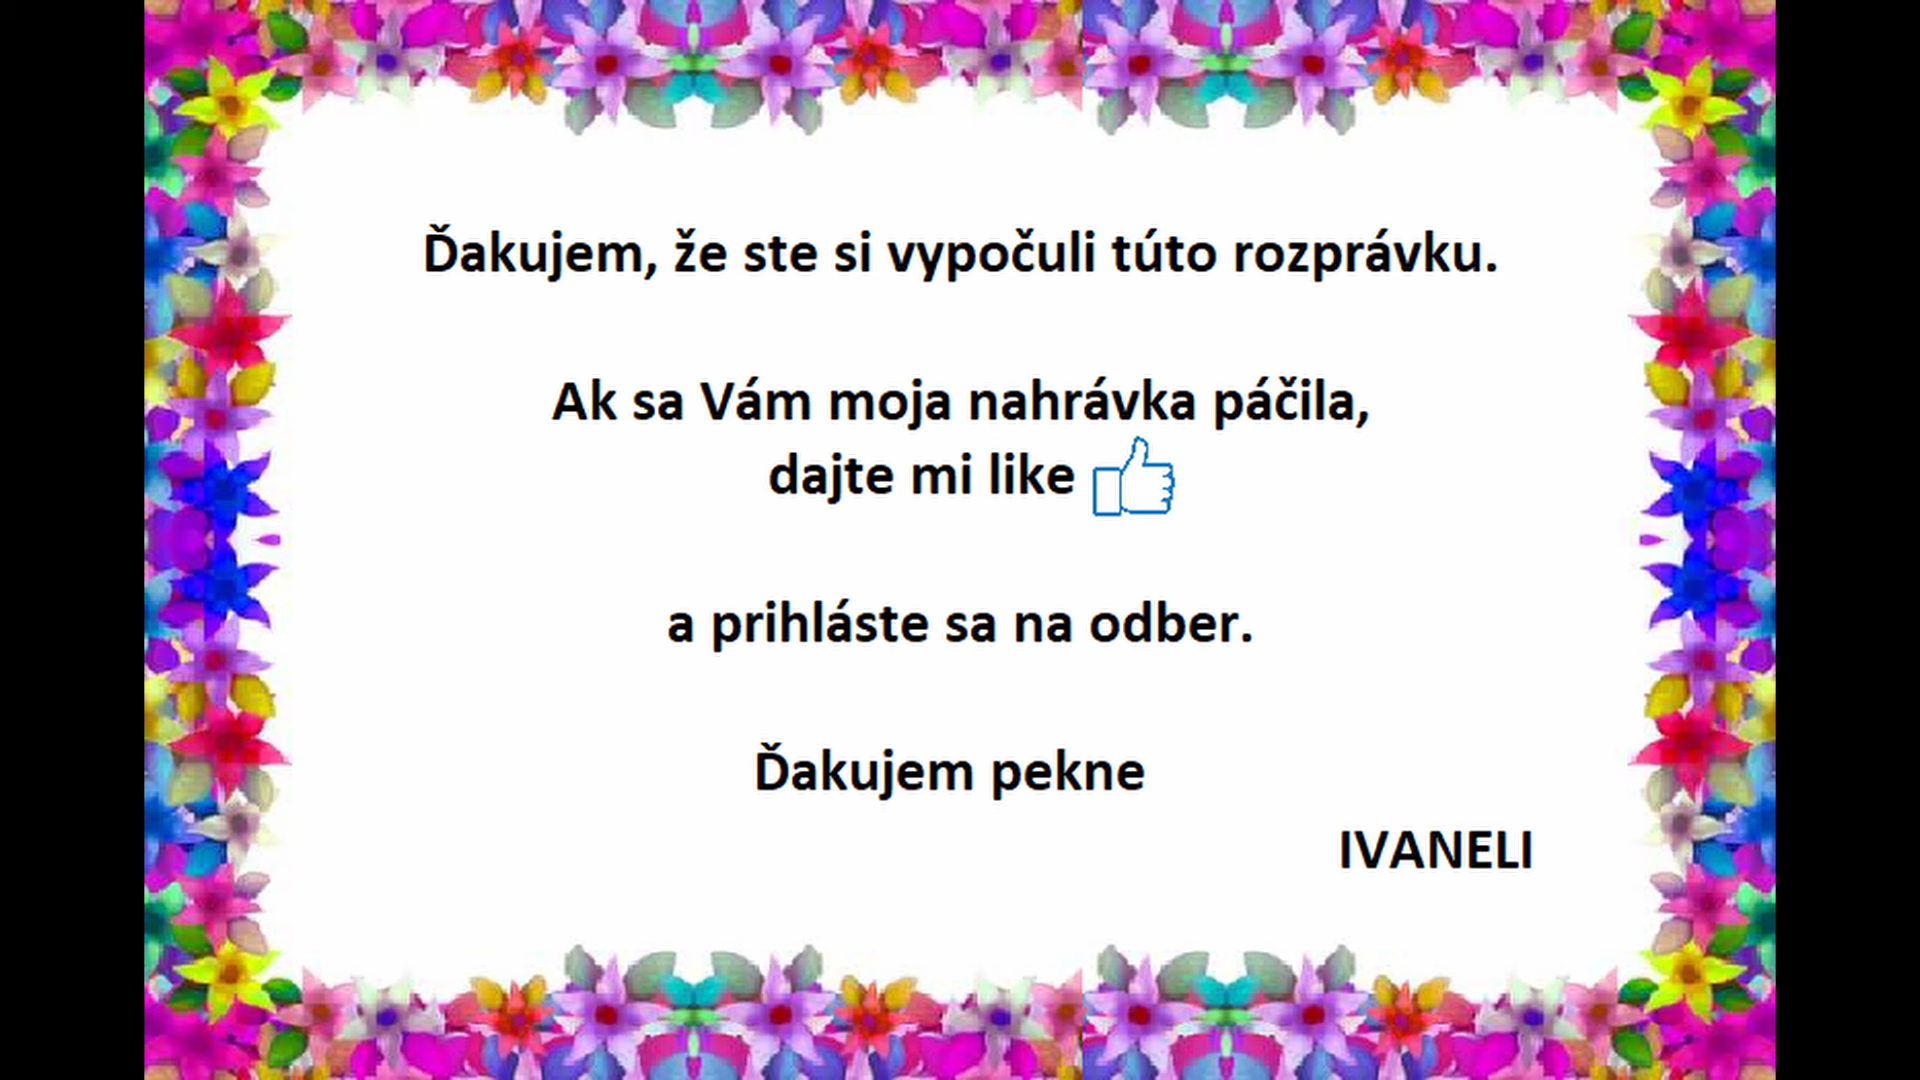 Ďakujem, že ste si vypočuli túto rozprávku.
Ak sa Vám moja nahrávka páčila,
dajte mi like
a prihláste sa na odber.
Ďakujem pekne
IVANELI